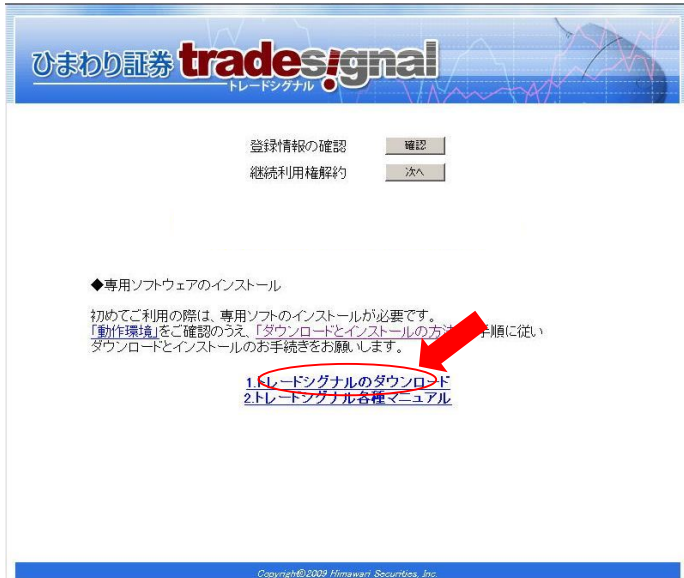 ひまわり証券 tradesignal
トレードシグナル
登録情報の確認 確認
継続利用権解約 次へ
◆専用ソフトウェアのインストール
初めてご利用の際は、専用ソフトのインストールが必要です。
「動作環境」をご確認のうえ、「ダウンロードとインストールの方法 手順に従い
ダウンロードとインストールのお手続きをお願いします。
1.トレードシグナルのダウンロード
2.トレードシグナル各種マニュアル
Copyright©2009 Himawari Securities, Inc.